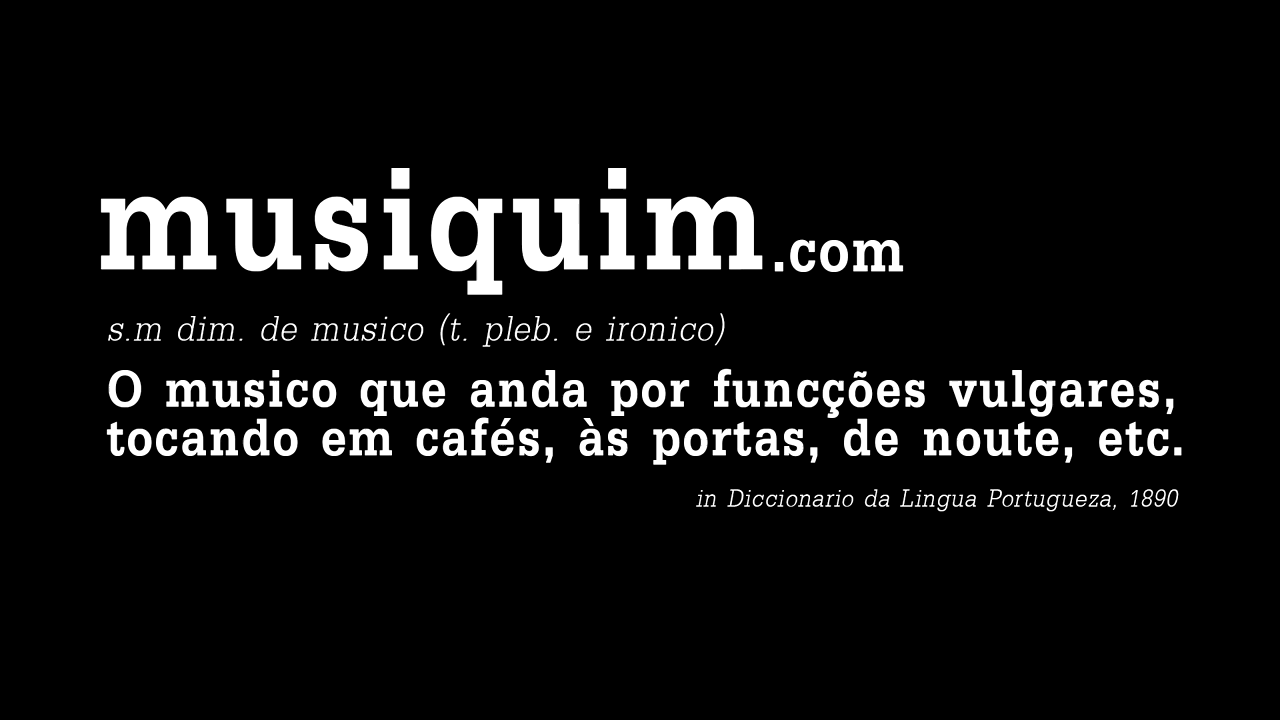 musiquim.com
s.m dim. de musico (t. pleb. e ironico)
O musico que anda por funcções vulgares,
tocando em cafés, às portas, de noute, etc.
in Diccionario da Lingua Portugueza, 1890